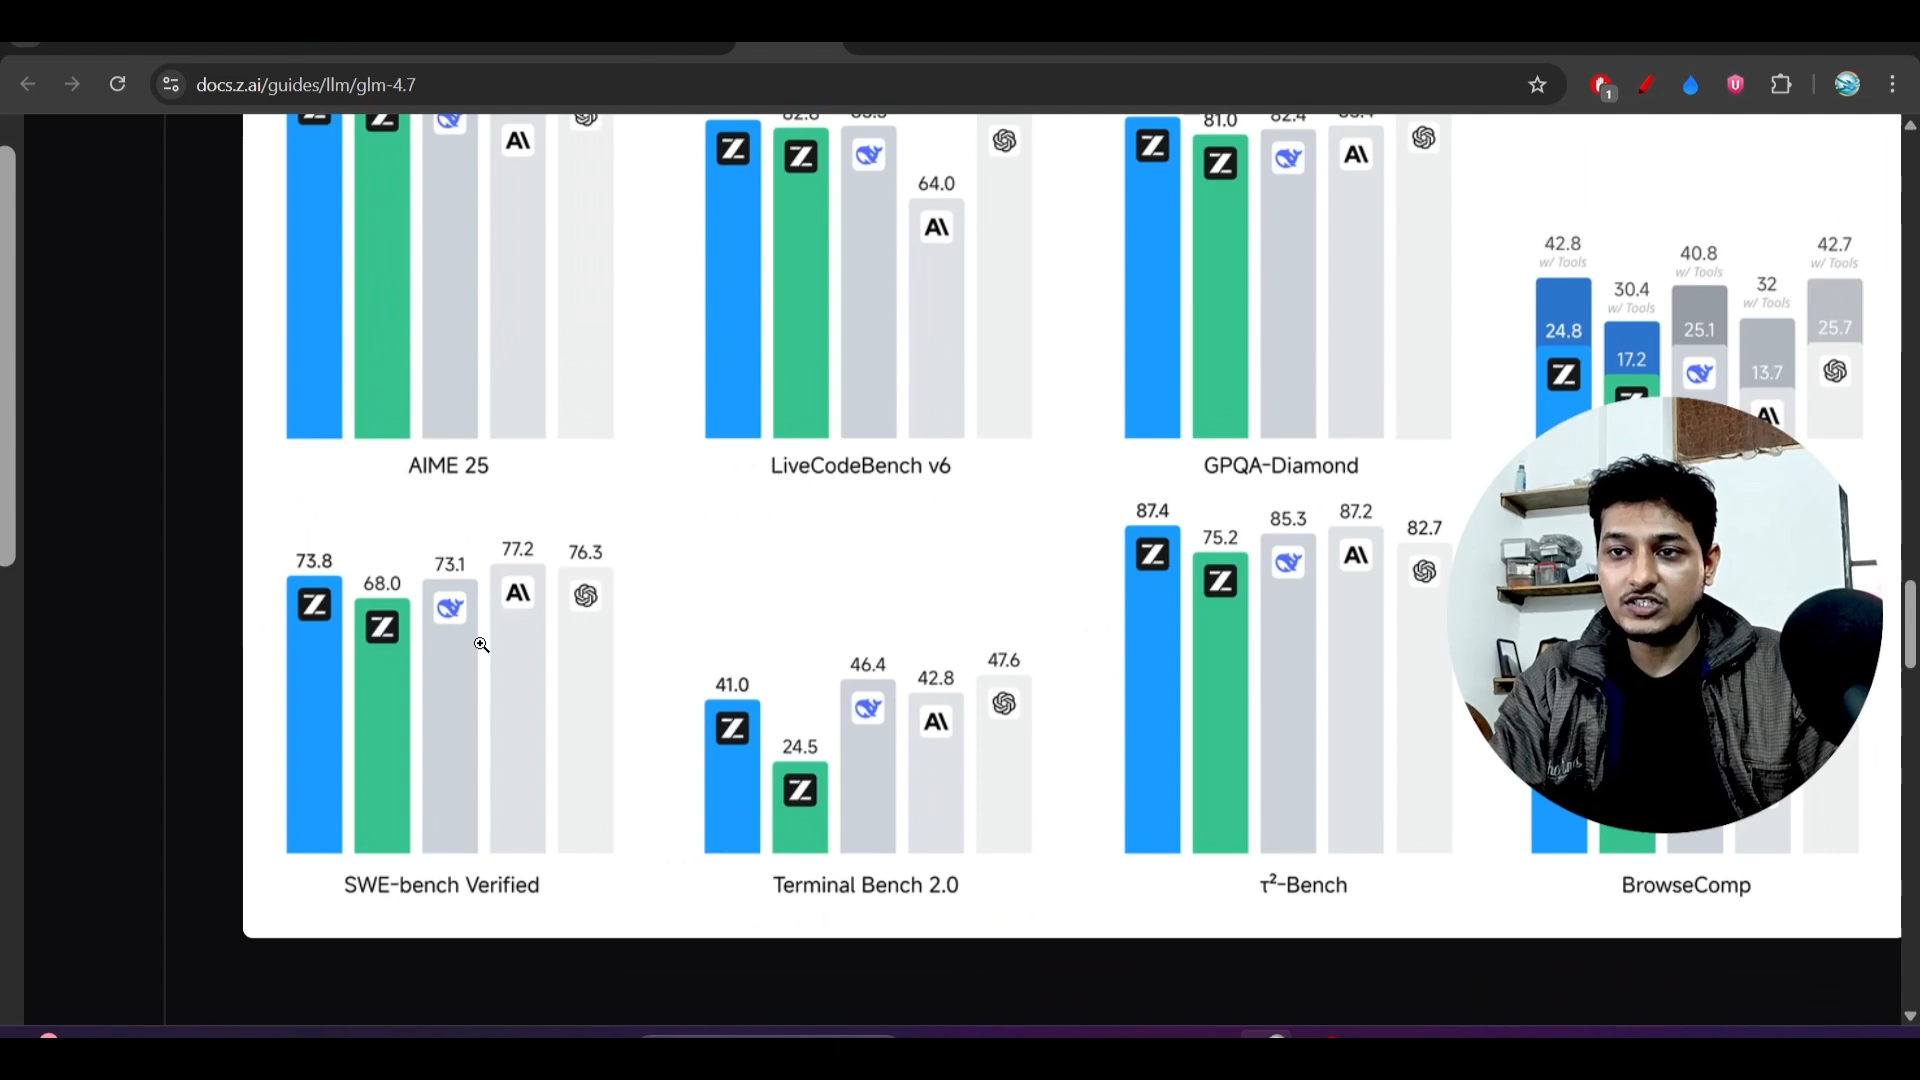 docs.z.ai/guides/llm/glm-4.7
1
81.0
82.4
64.0
42.8
w/ Tools
30.4
w/ Tools
40.8
w/ Tools
32
w/ Tools
42.7
w/ Tools
24.8
17.2
25.1
13.7
25.7
AIME 25
LiveCodeBench v6
GPQA-Diamond
73.8
68.0
73.1
77.2
76.3
41.0
24.5
46.4
42.8
47.6
87.4
75.2
85.3
87.2
82.7
SWE-bench Verified
Terminal Bench 2.0
τ²-Bench
BrowseComp